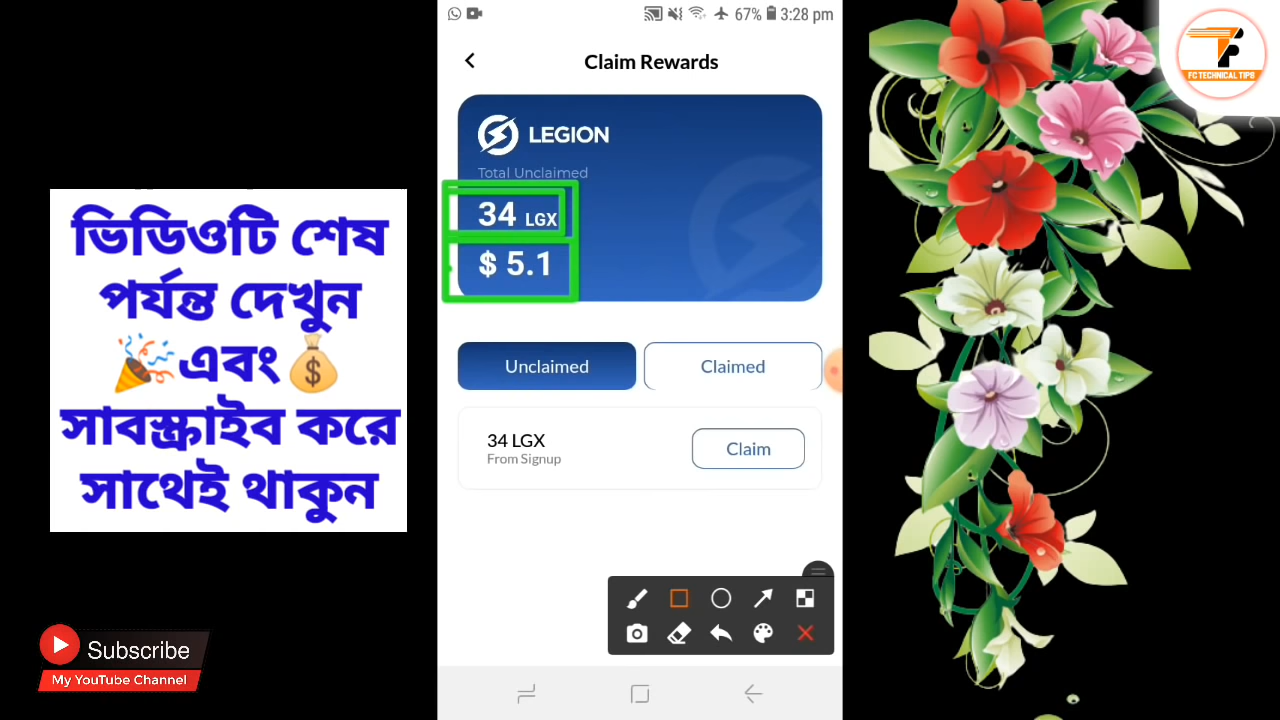 67% 3:28 pm
Claim Rewards
LEGION
Total Unclaimed
34 LGX
$ 5.1
Unclaimed
Claimed
34 LGX
From Signup
Claim
ভিডিওটি শেষ
পর্যন্ত দেখুন
🎉এবং💰
সাবস্ক্রাইব করে
সাথেই থাকুন
Subscribe
My YouTube Channel
TF
FC TECHNICAL TIPS